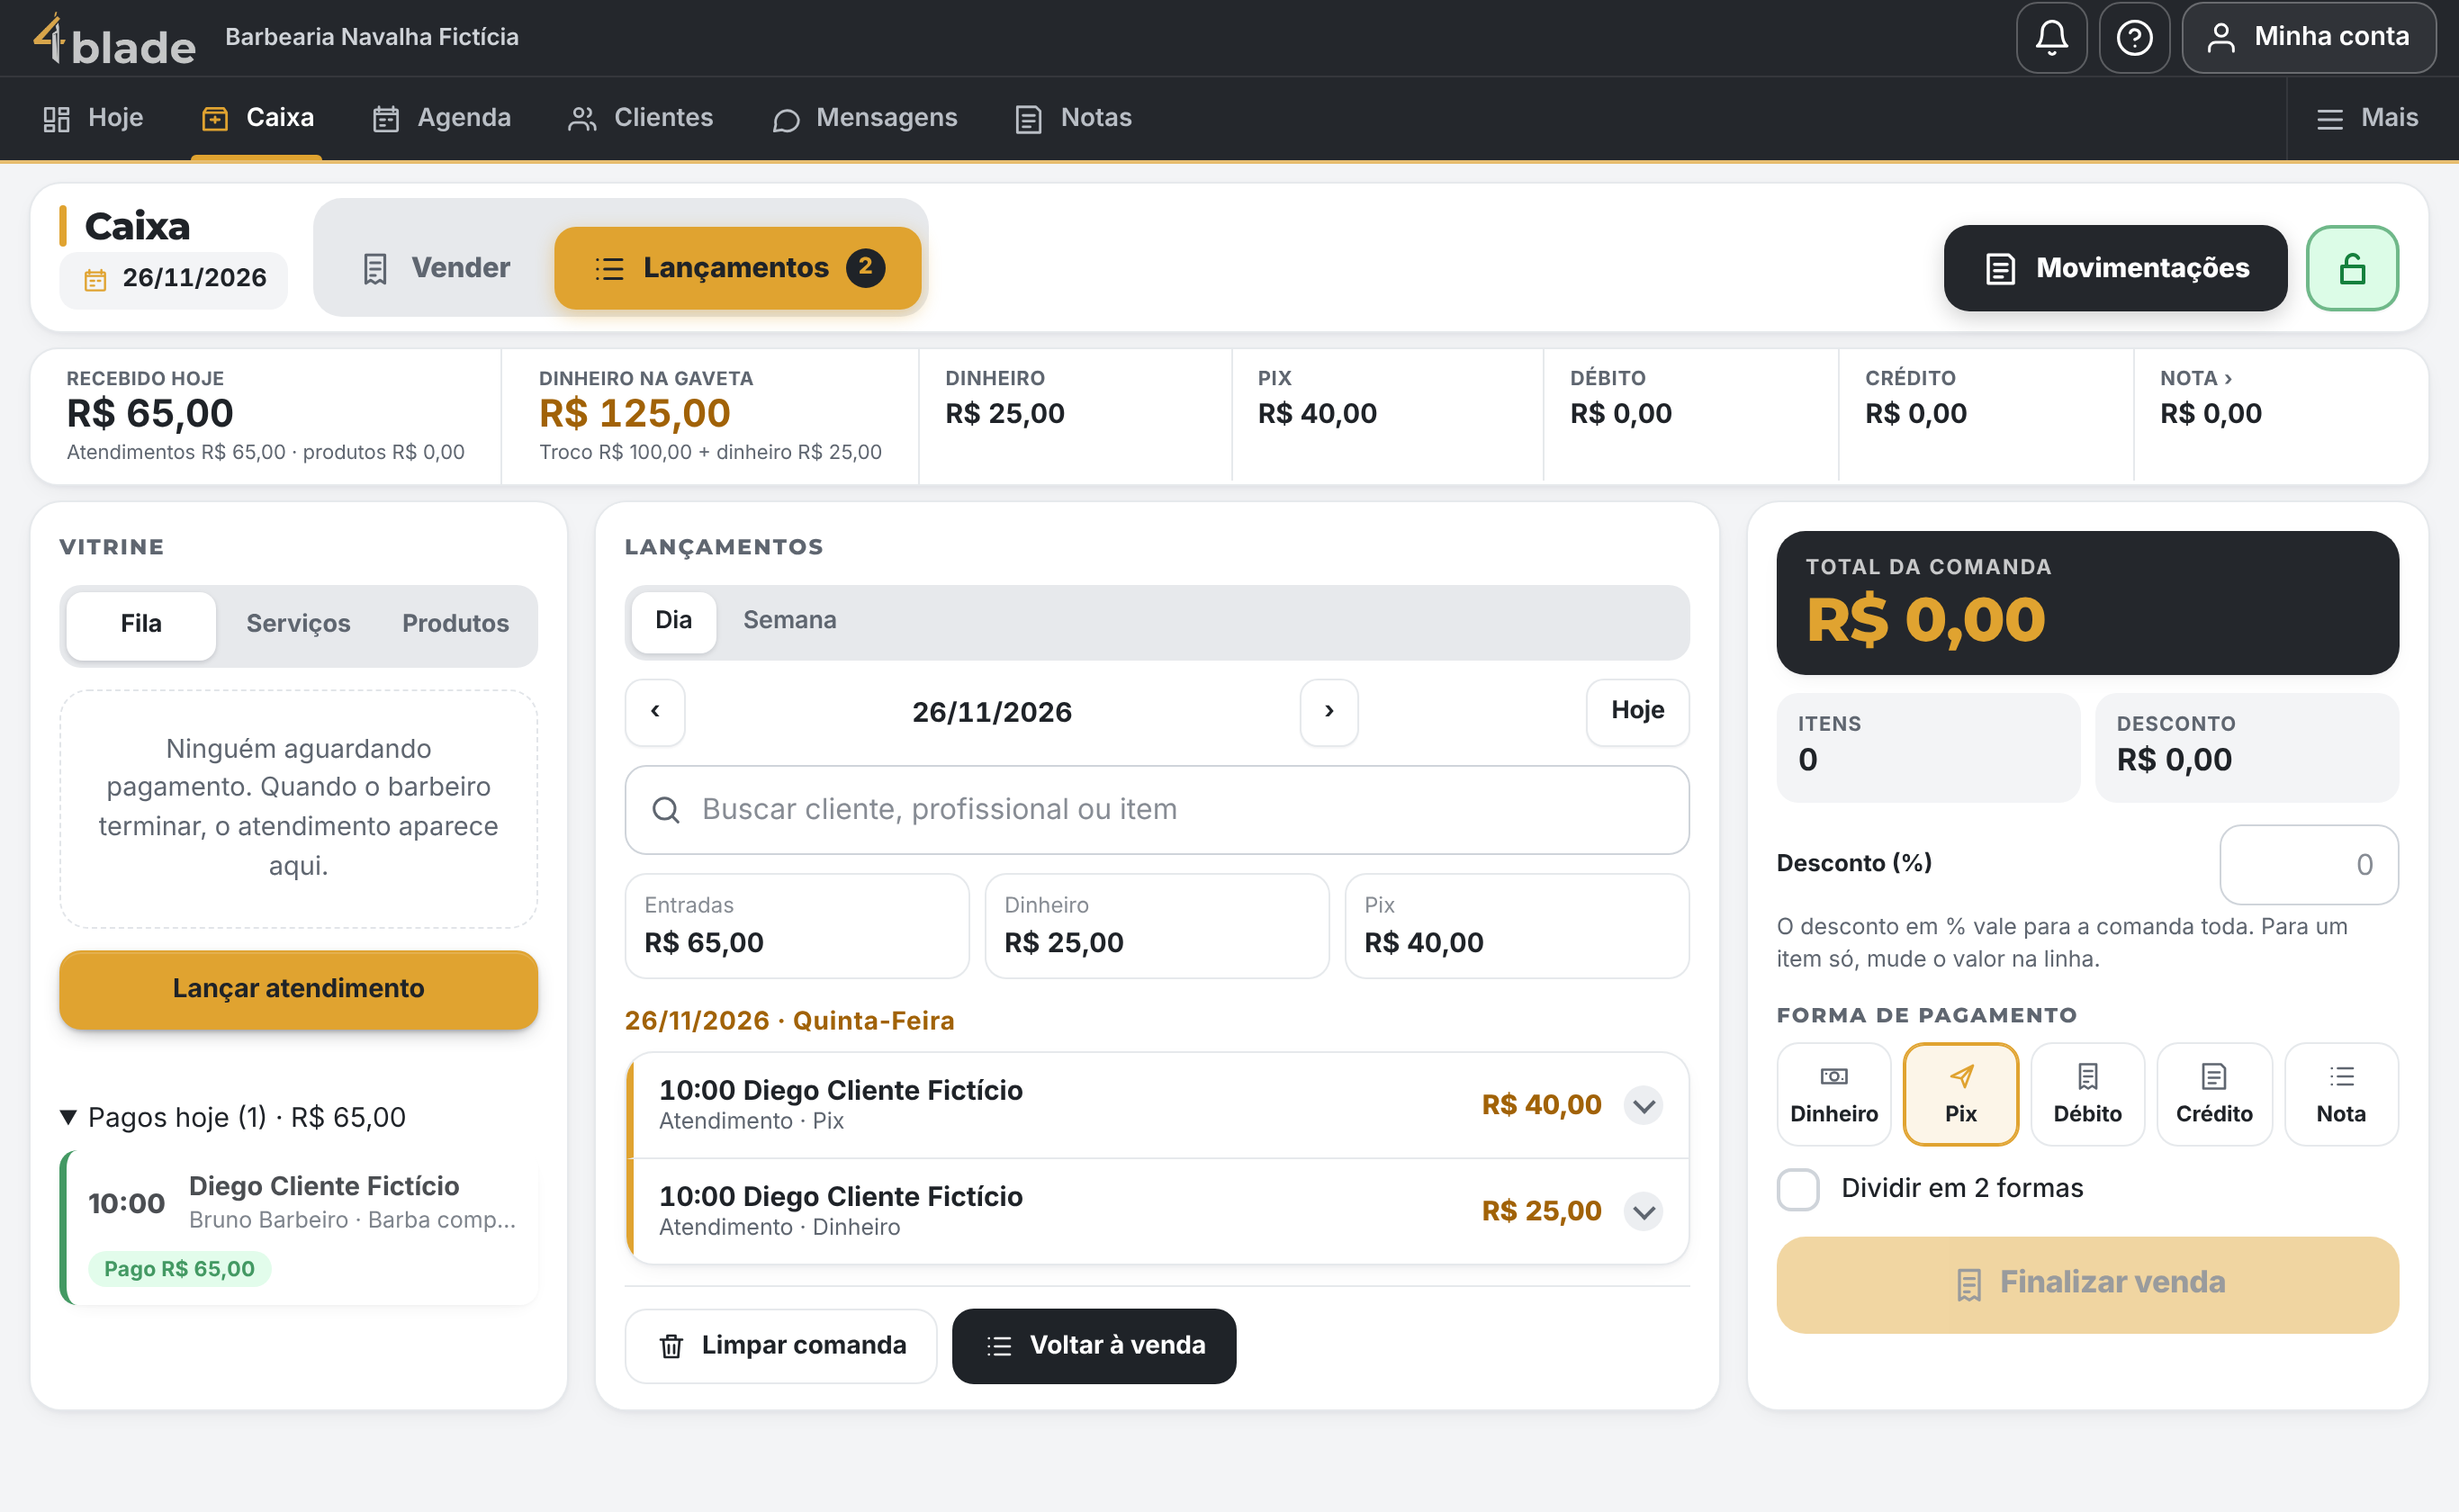 4blade
Barbearia Navalha Fictícia
Minha conta
Hoje
Caixa
Agenda
Clientes
Mensagens
Notas
Mais
Caixa
26/11/2026
Vender
Lançamentos 2
Movimentações
RECEBIDO HOJE
R$ 65,00
Atendimentos R$ 65,00 · produtos R$ 0,00
DINHEIRO NA GAVETA
R$ 125,00
Troco R$ 100,00 + dinheiro R$ 25,00
DINHEIRO
R$ 25,00
PIX
R$ 40,00
DÉBITO
R$ 0,00
CRÉDITO
R$ 0,00
NOTA ›
R$ 0,00
VITRINE
Fila
Serviços
Produtos
Ninguém aguardando
pagamento. Quando o barbeiro
terminar, o atendimento aparece
aqui.
Lançar atendimento
▼ Pagos hoje (1) · R$ 65,00
10:00
Diego Cliente Fictício
Bruno Barbeiro · Barba comp...
Pago R$ 65,00
LANÇAMENTOS
Dia
Semana
‹
26/11/2026
›
Hoje
Buscar cliente, profissional ou item
Entradas
R$ 65,00
Dinheiro
R$ 25,00
Pix
R$ 40,00
26/11/2026 · Quinta-Feira
10:00 Diego Cliente Fictício
Atendimento · Pix
R$ 40,00
10:00 Diego Cliente Fictício
Atendimento · Dinheiro
R$ 25,00
Limpar comanda
Voltar à venda
TOTAL DA COMANDA
R$ 0,00
ITENS
0
DESCONTO
R$ 0,00
Desconto (%)
0
O desconto em % vale para a comanda toda. Para um
item só, mude o valor na linha.
FORMA DE PAGAMENTO
Dinheiro
Pix
Débito
Crédito
Nota
Dividir em 2 formas
Finalizar venda